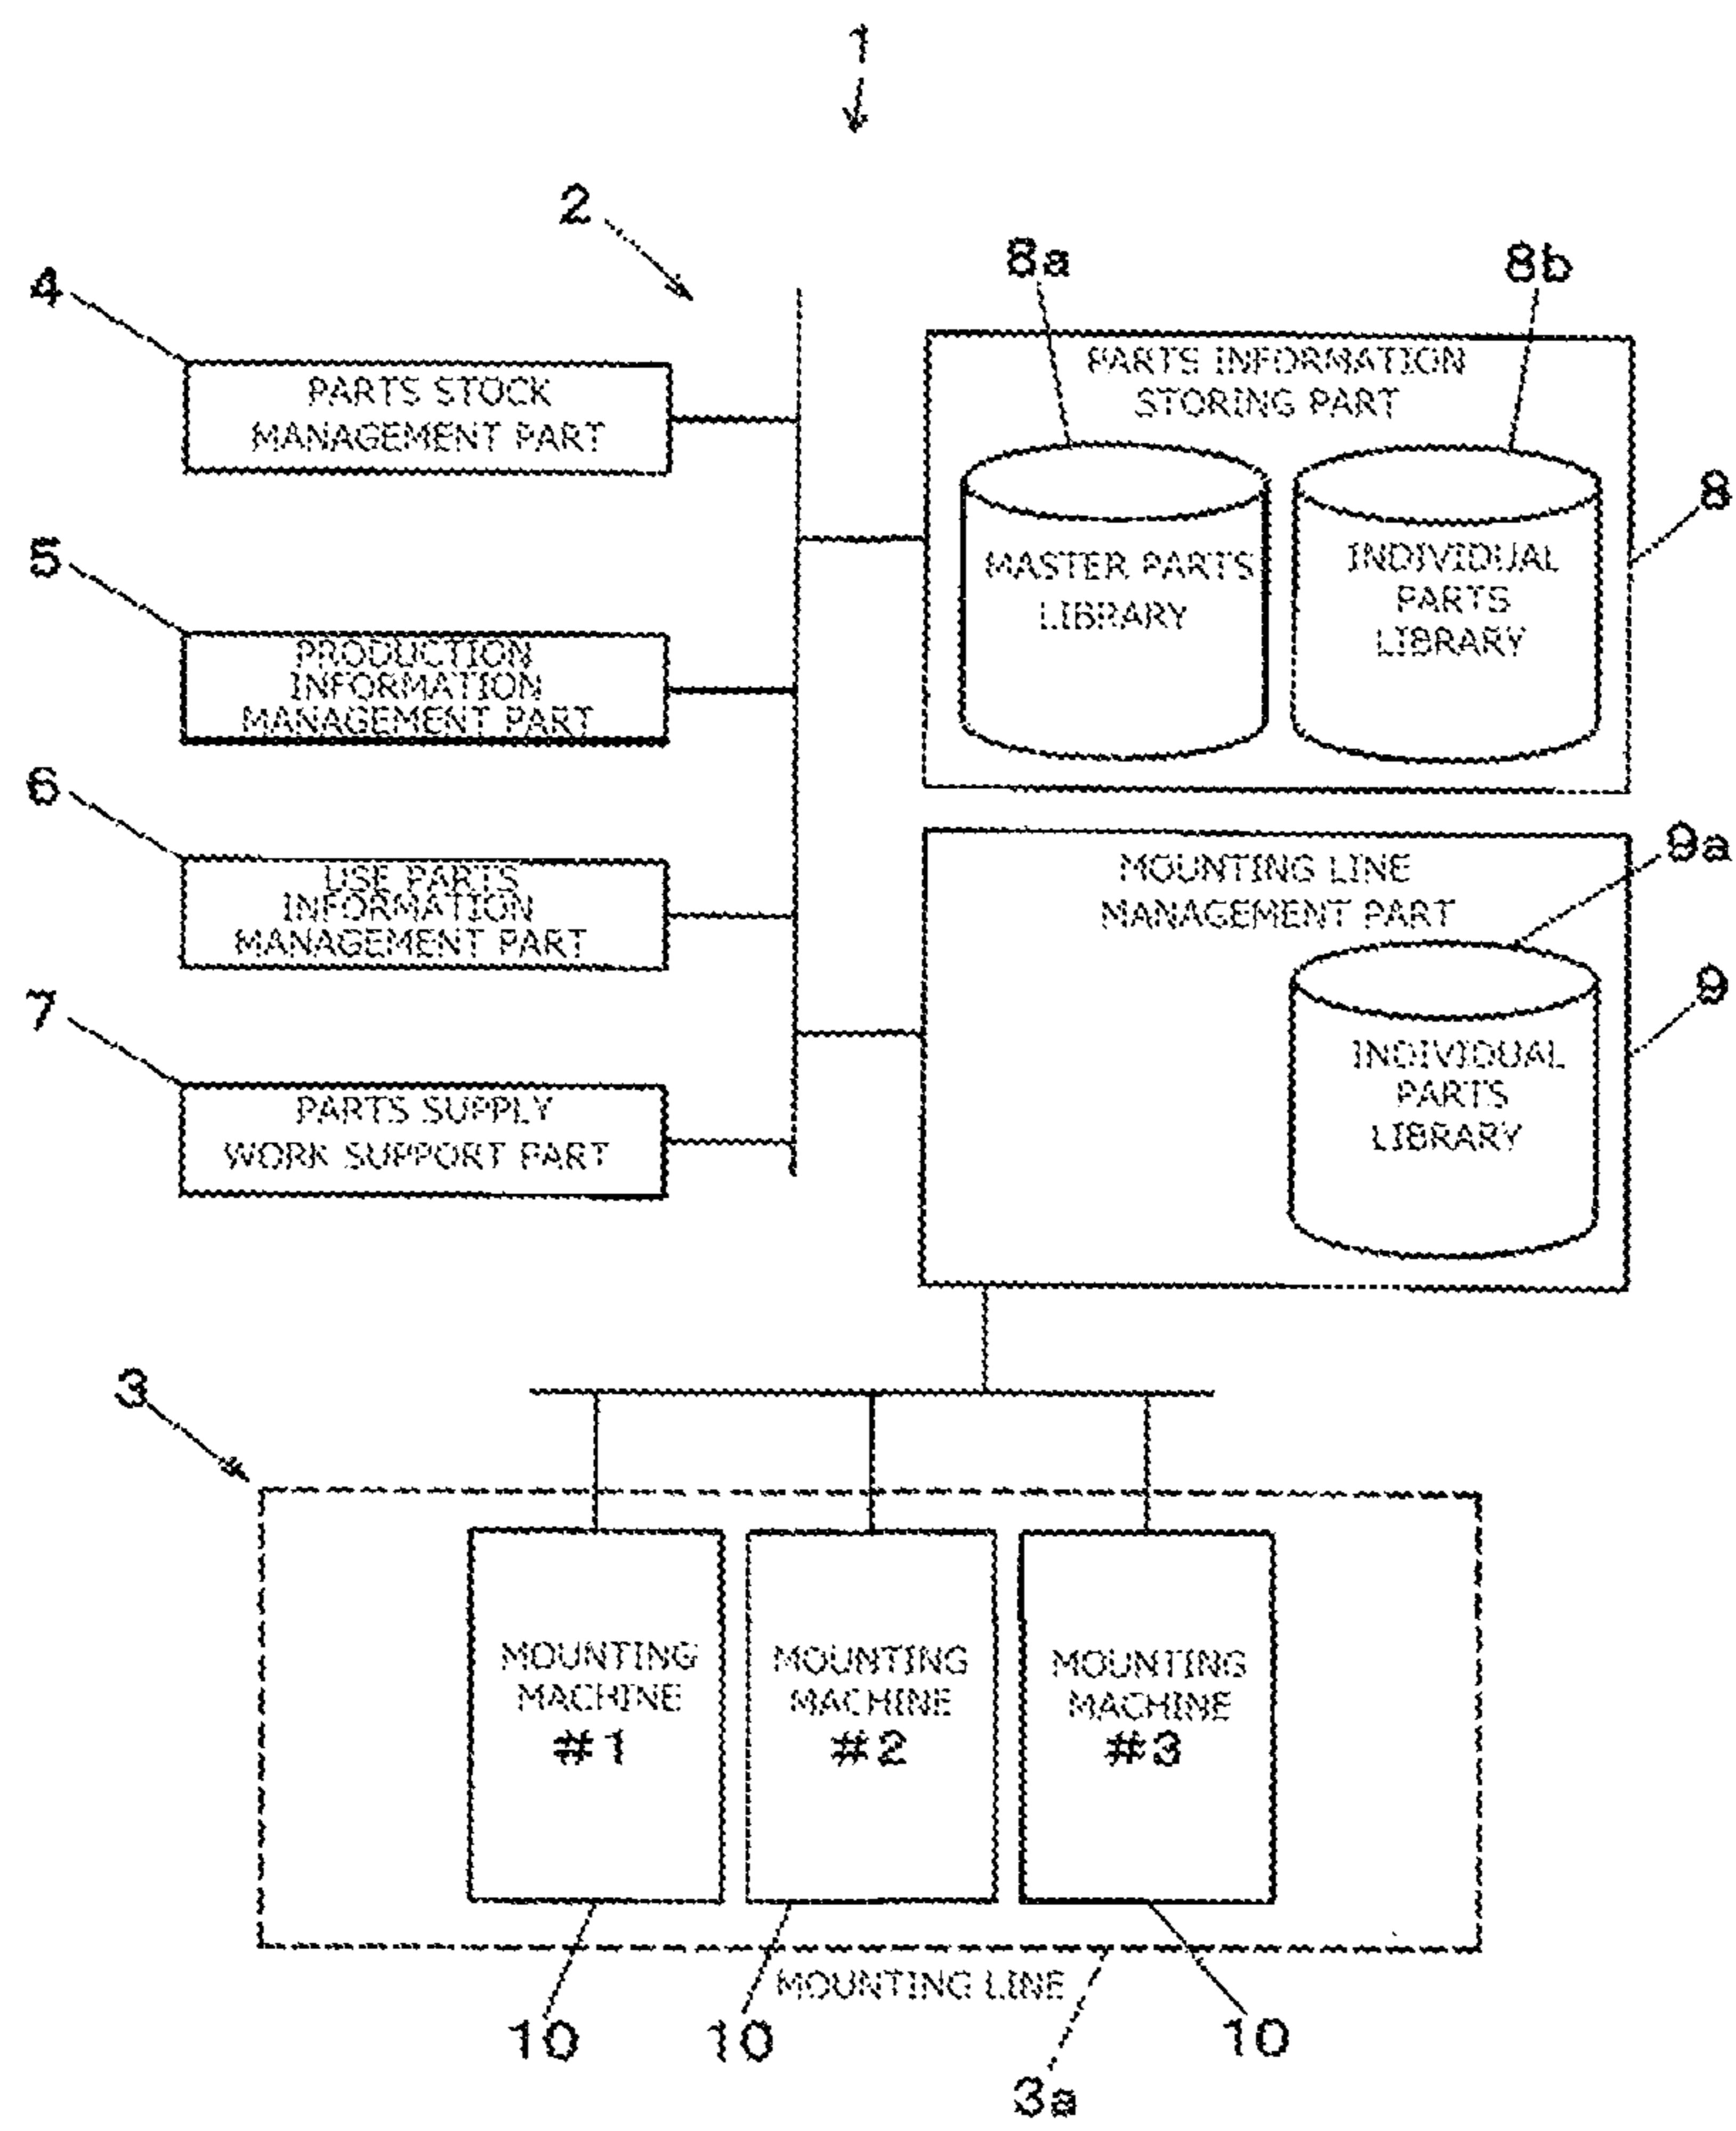 1
2
8a
8b
4
PARTS STOCK
MANAGEMENT PART
PARTS INFORMATION
STORING PART
8
MASTER PARTS
LIBRARY
INDIVIDUAL
PARTS
LIBRARY
5
PRODUCTION
INFORMATION
MANAGEMENT PART
6
USE PARTS
INFORMATION
MANAGEMENT PART
MOUNTING LINE
MANAGEMENT PART
9a
9
INDIVIDUAL
PARTS
LIBRARY
7
PARTS SUPPLY
WORK SUPPORT PART
3
MOUNTING
MACHINE
#1
MOUNTING
MACHINE
#2
MOUNTING
MACHINE
#3
MOUNTING LINE
10
10
10
3a